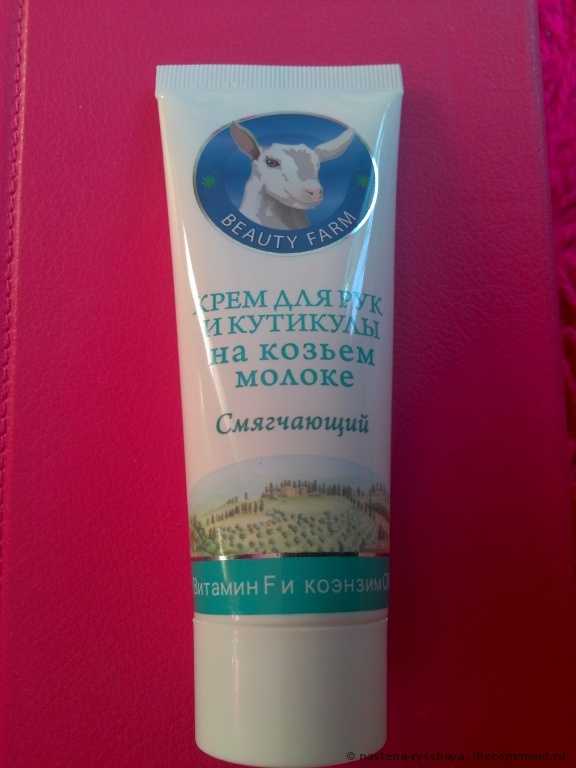 BEAUTY FARM
КРЕМ ДЛЯ РУК
И КУТИКУЛЫ
на козьем
молоке
Смягчающий
Витамин F и коэнзим